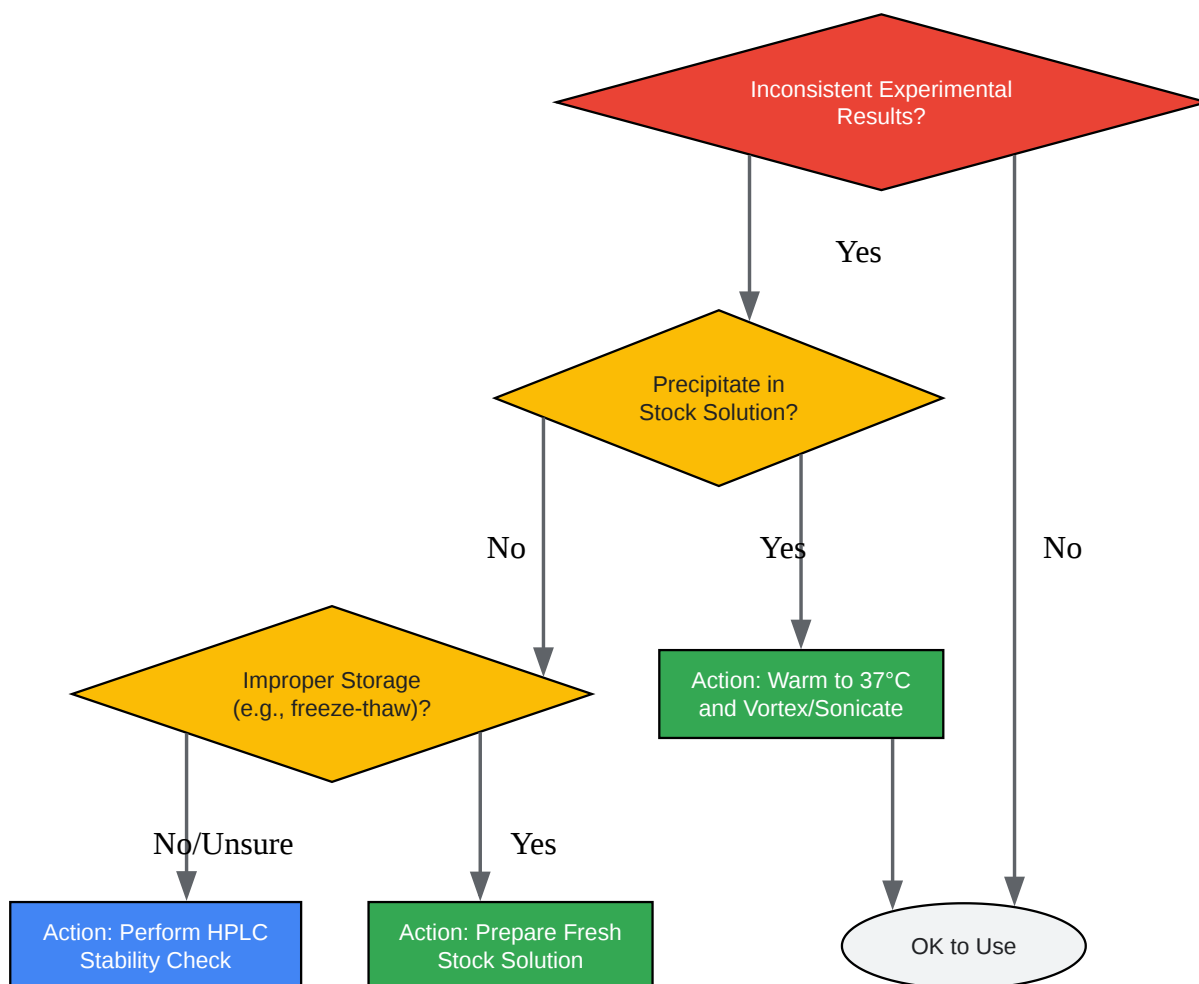 Inconsistent Experimental
Results?
Yes
Precipitate in
Stock Solution?
No
Yes
No
Improper Storage
(e.g., freeze-thaw)?
Action: Warm to 37°C
and Vortex/Sonicate
No/Unsure
Yes
Action: Perform HPLC
Stability Check
Action: Prepare Fresh
Stock Solution
OK to Use